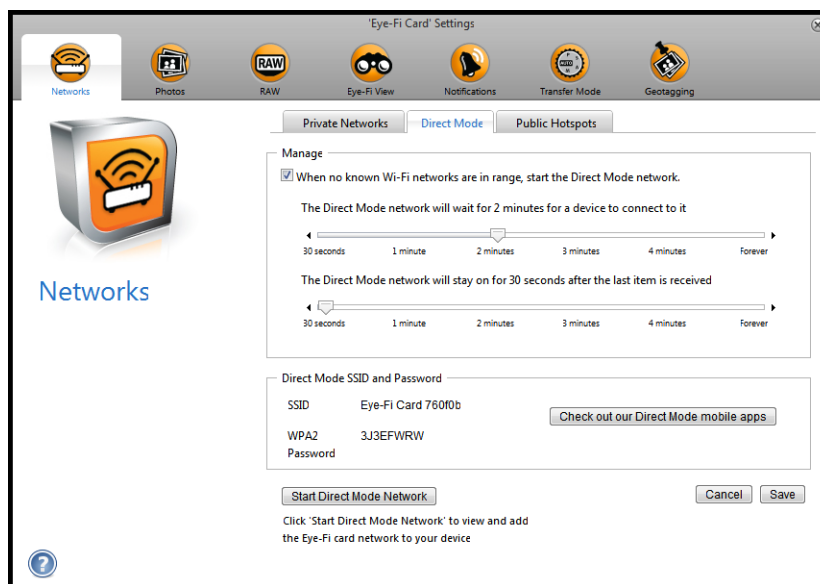 'Eye-Fi Card' Settings
Networks
Photos
RAW
RAW
Eye-Fi View
Notifications
P
S
AUTO
M
Transfer Mode
Geotagging
Private Networks
Direct Mode
Public Hotspots
Manage
When no known Wi-Fi networks are in range, start the Direct Mode network.
The Direct Mode network will wait for 2 minutes for a device to connect to it
30 seconds 1 minute 2 minutes 3 minutes 4 minutes Forever
Networks
The Direct Mode network will stay on for 30 seconds after the last item is received
30 seconds 1 minute 2 minutes 3 minutes 4 minutes Forever
Direct Mode SSID and Password
SSID Eye-Fi Card 760f0b
Check out our Direct Mode mobile apps
WPA2 3J3EFWRW
Password
Start Direct Mode Network
Cancel
Save
Click 'Start Direct Mode Network' to view and add
the Eye-Fi card network to your device
?